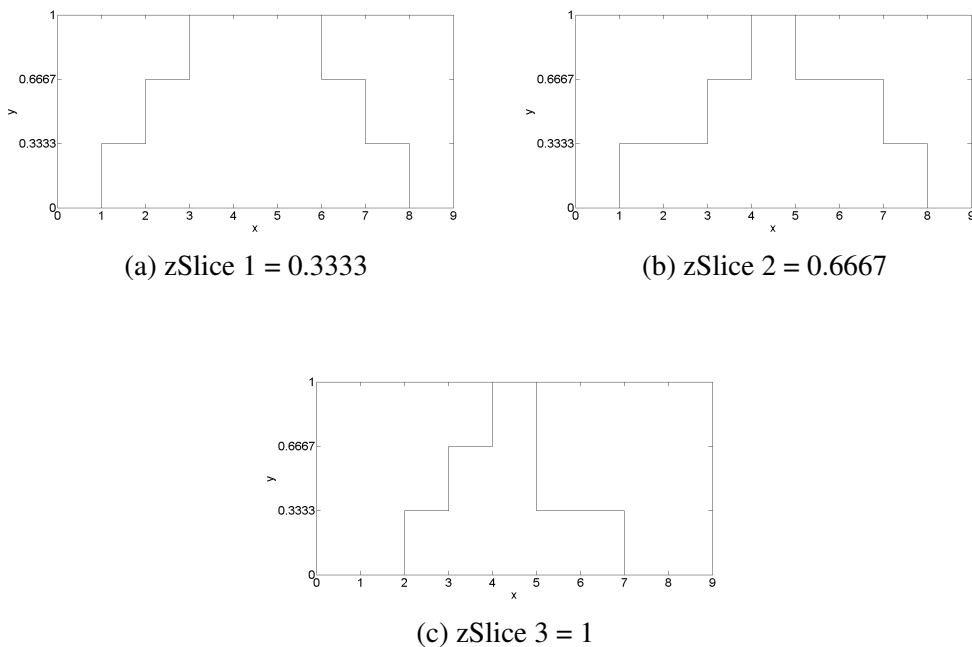 1
0.6667
y
0.3333
0
0 1 2 3 4 5 6 7 8 9
x
(a) zSlice 1 = 0.3333
1
0.6667
y
0.3333
0
0 1 2 3 4 5 6 7 8 9
x
(b) zSlice 2 = 0.6667
1
0.6667
y
0.3333
0
0 1 2 3 4 5 6 7 8 9
x
(c) zSlice 3 = 1